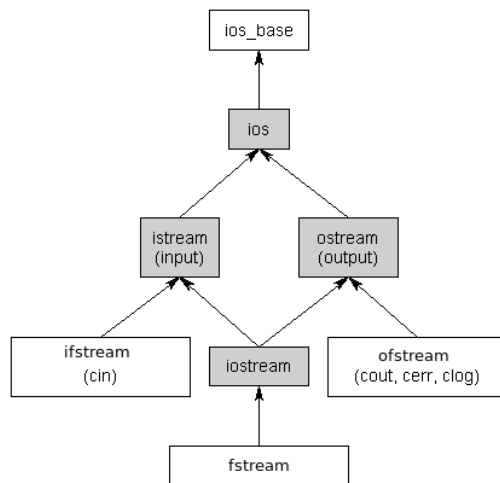 ios_base
ios
istream
(input)
ostream
(output)
ifstream
(cin)
iostream
ofstream
(cout, cerr, clog)
fstream